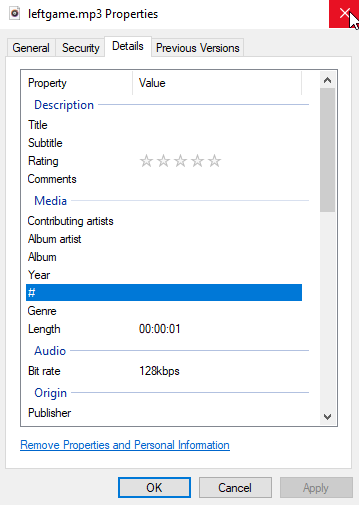 leftgame.mp3 Properties
General Security Details Previous Versions
Property Value
Description
Title
Subtitle
Rating
Comments
Media
Contributing artists
Album artist
Album
Year
#
Genre
Length 00:00:01
Audio
Bit rate 128kbps
Origin
Publisher
Remove Properties and Personal Information
OK Cancel Apply